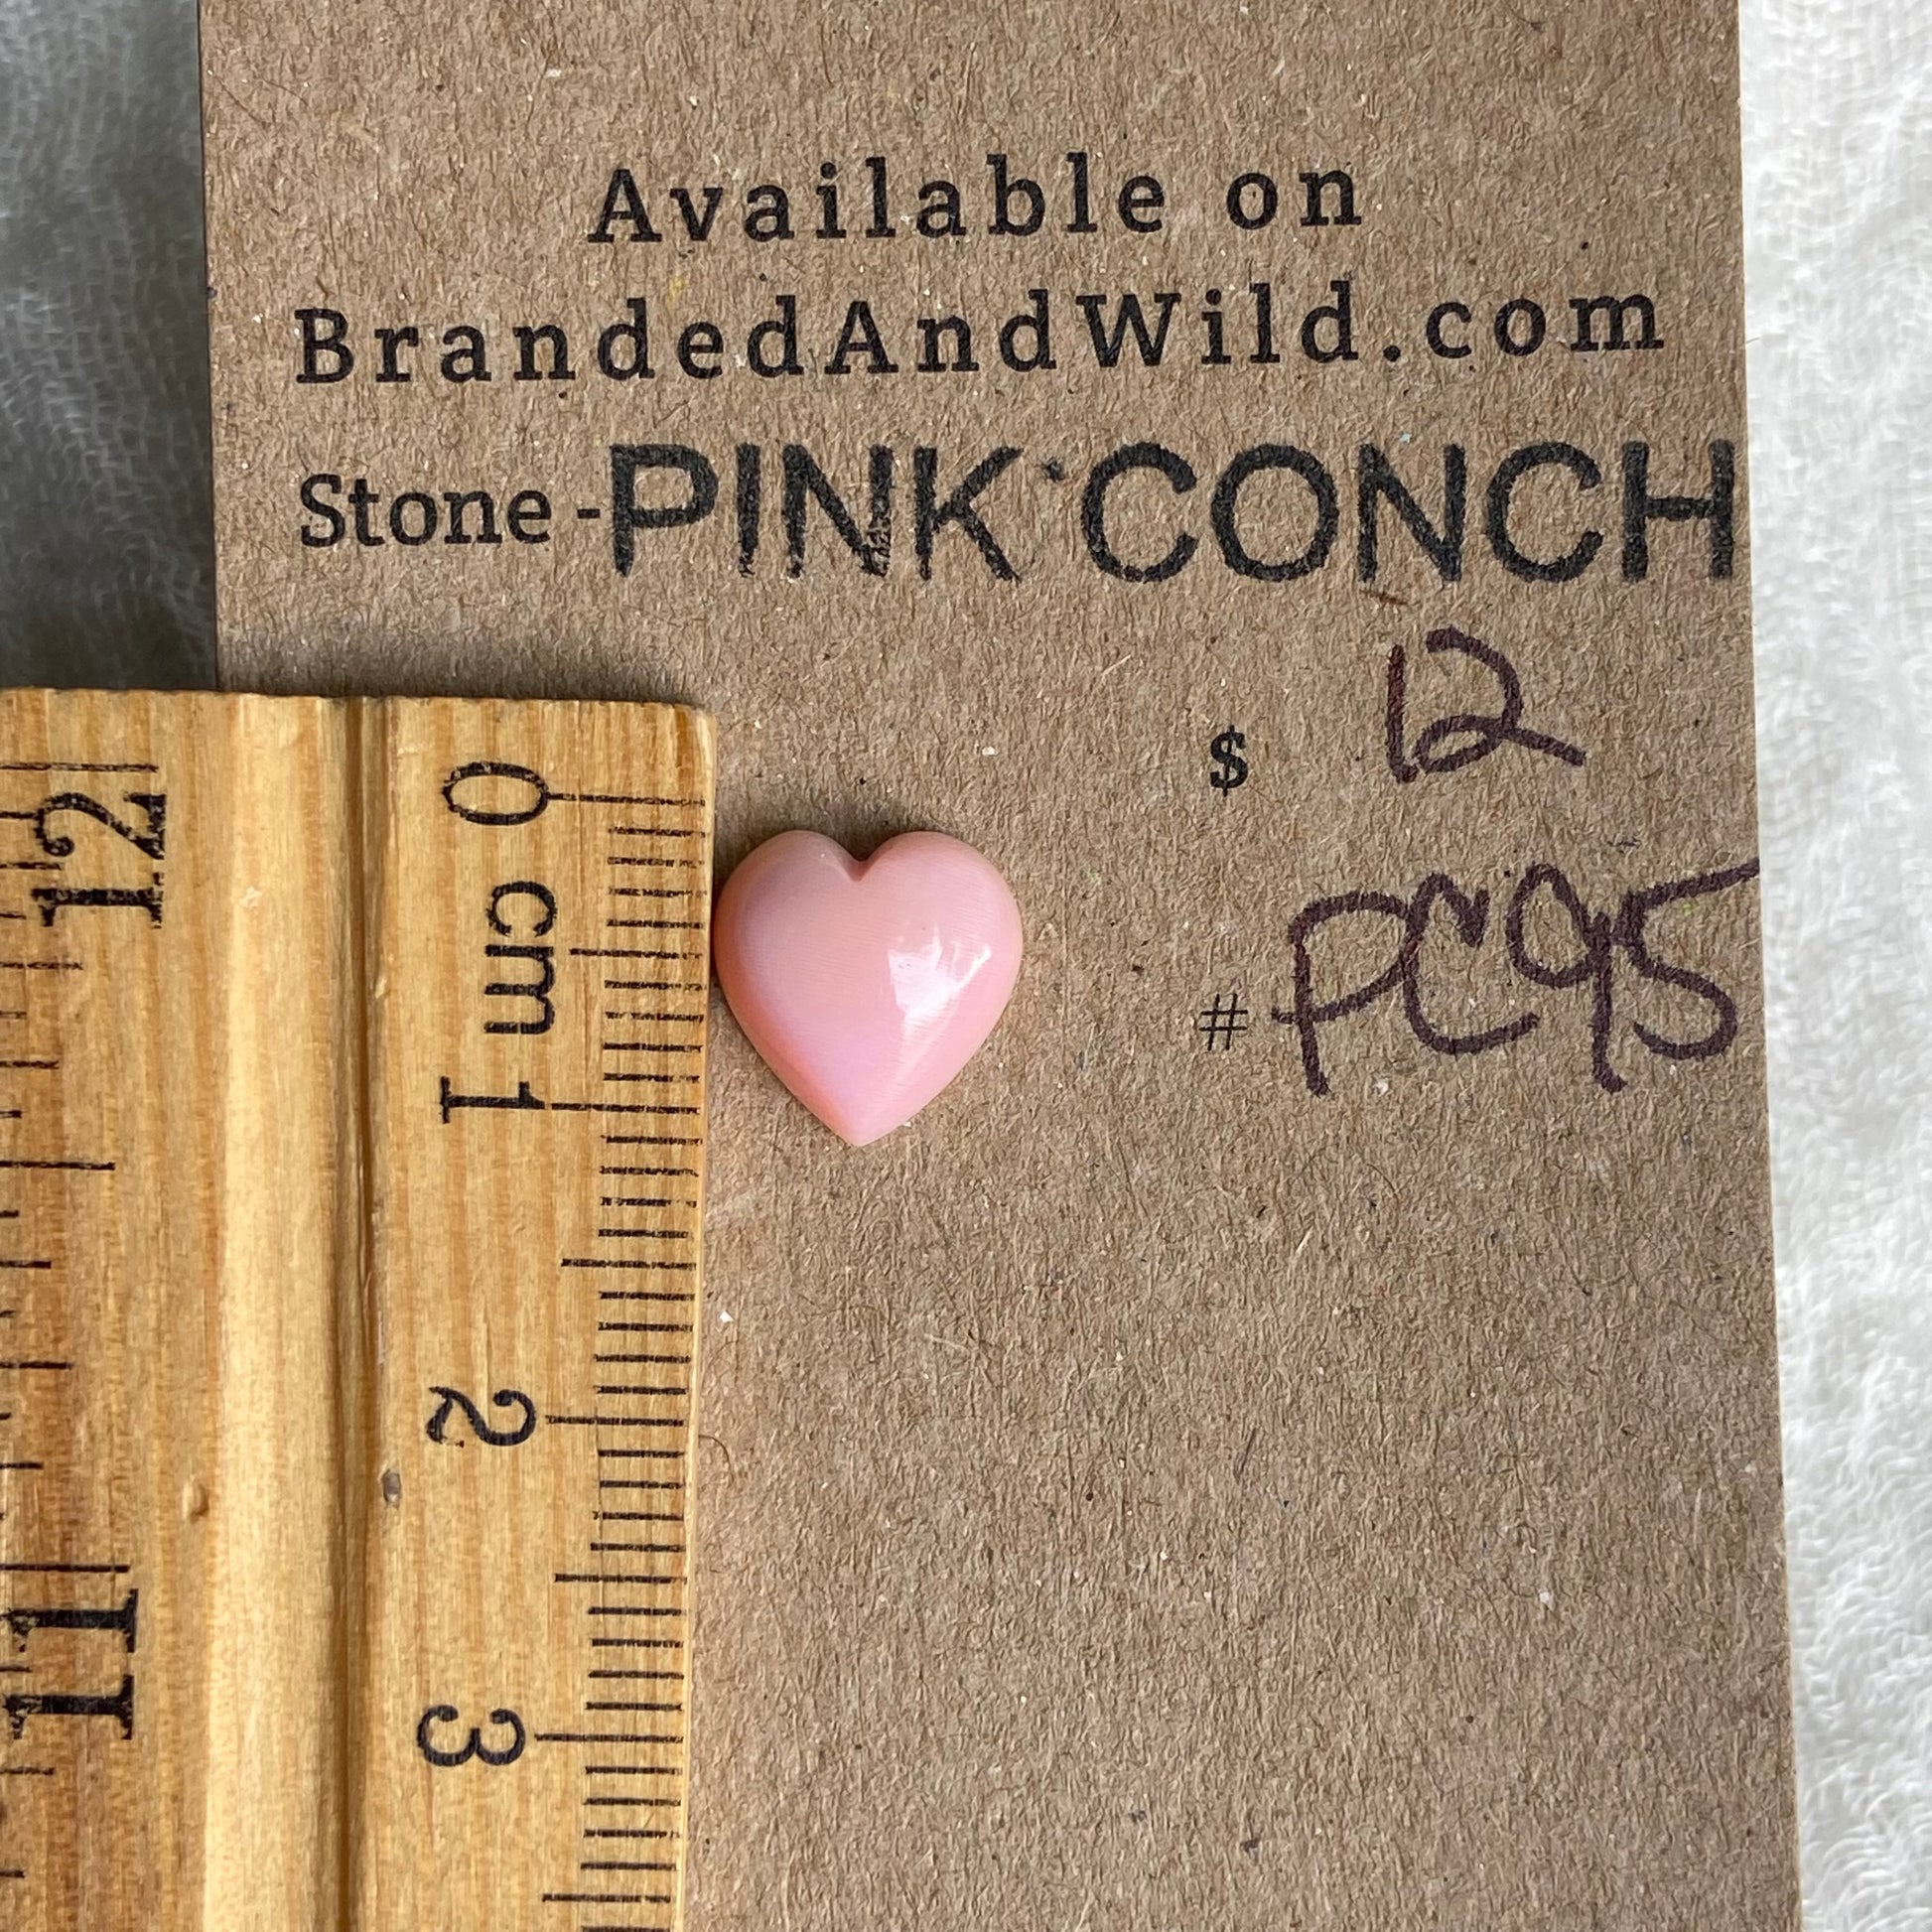 Available on
BrandedAndWild.com
Stone - PINK CONCH
$ 12
# PC95
0 cm 1 2 3
12 11